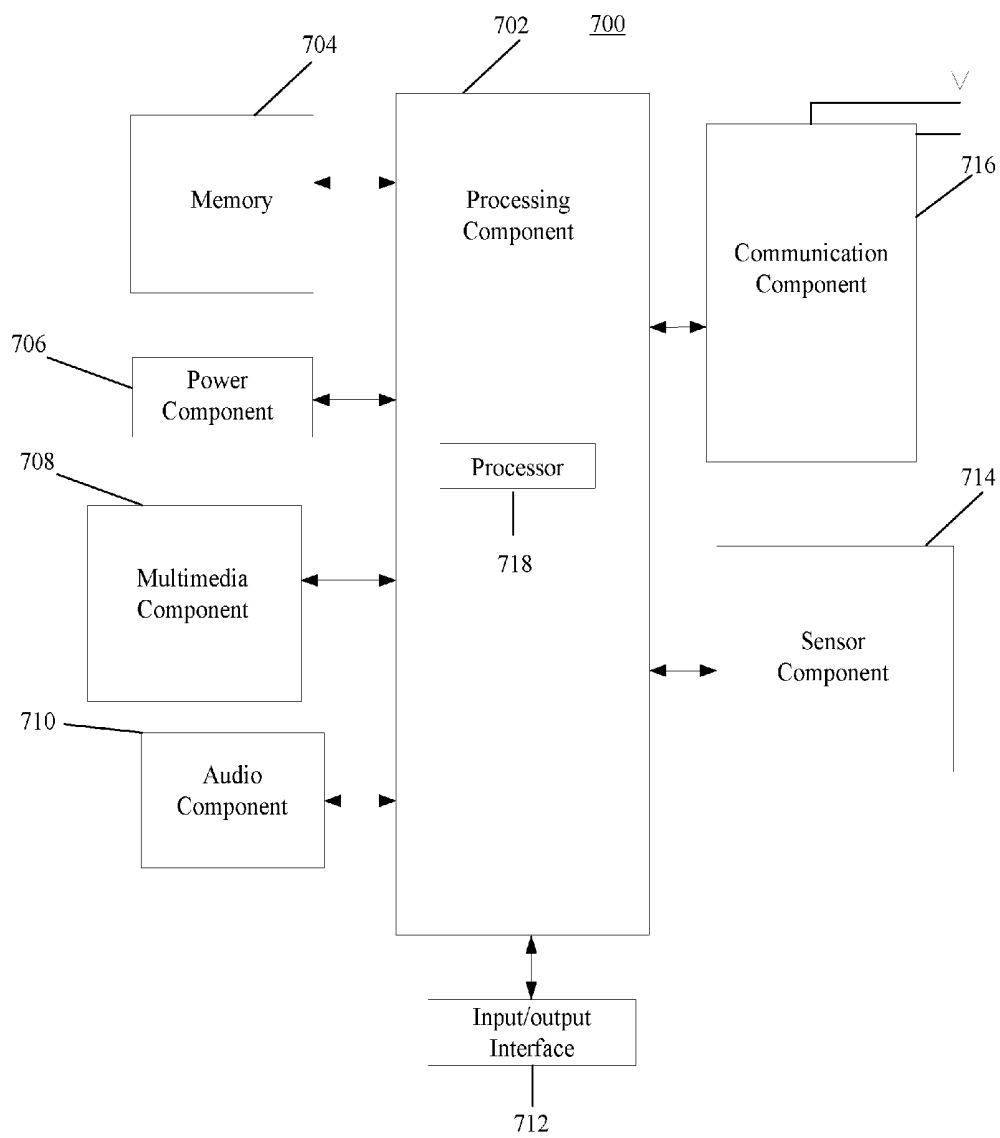 702
700
704
Memory
Processing
Component
716
Communication
Component
706
Power
Component
708
Processor
714
718
Multimedia
Component
Sensor
Component
710
Audio
Component
Input/output
Interface
712